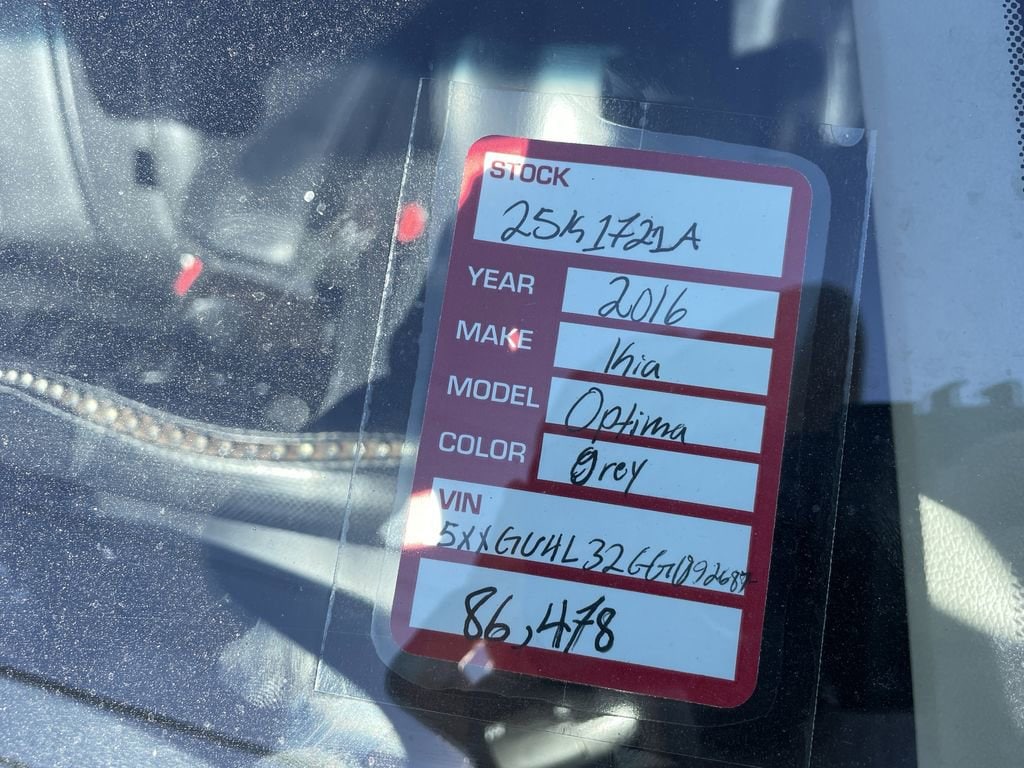 STOCK
25K1721A
YEAR 2016
MAKE Kia
MODEL Optima
COLOR Grey
VIN
5XXGU4L32GG092687
86,478